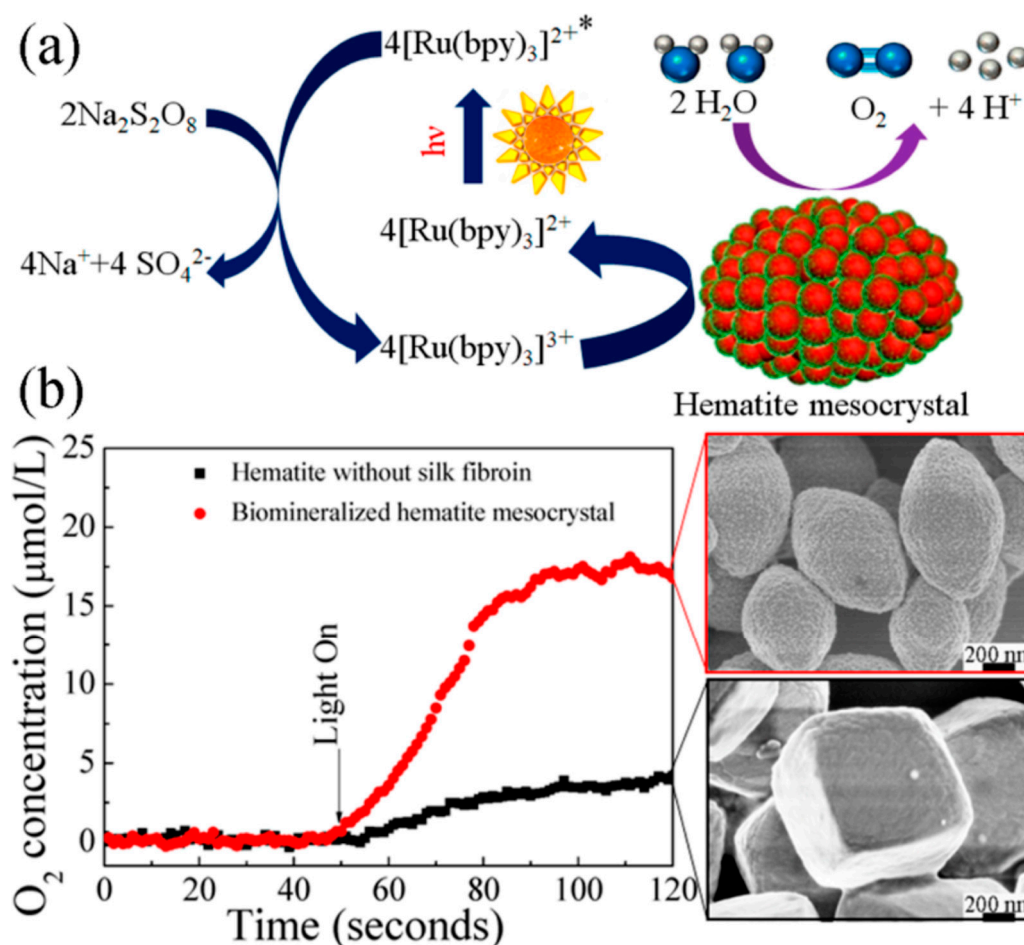 (a)
4[Ru(bpy)₃]²⁺*
2Na₂S₂O₈
hν
2 H₂O
O₂
+ 4 H⁺
4[Ru(bpy)₃]²⁺
4Na⁺+4 SO₄²⁻
4[Ru(bpy)₃]³⁺
Hematite mesocrystal
(b)
O₂ concentration (μmol/L)
25
20
15
10
5
0
Hematite without silk fibroin
Biomineralized hematite mesocrystal
Light On
0 20 40 60 80 100 120
Time (seconds)
200 nm
200 nm